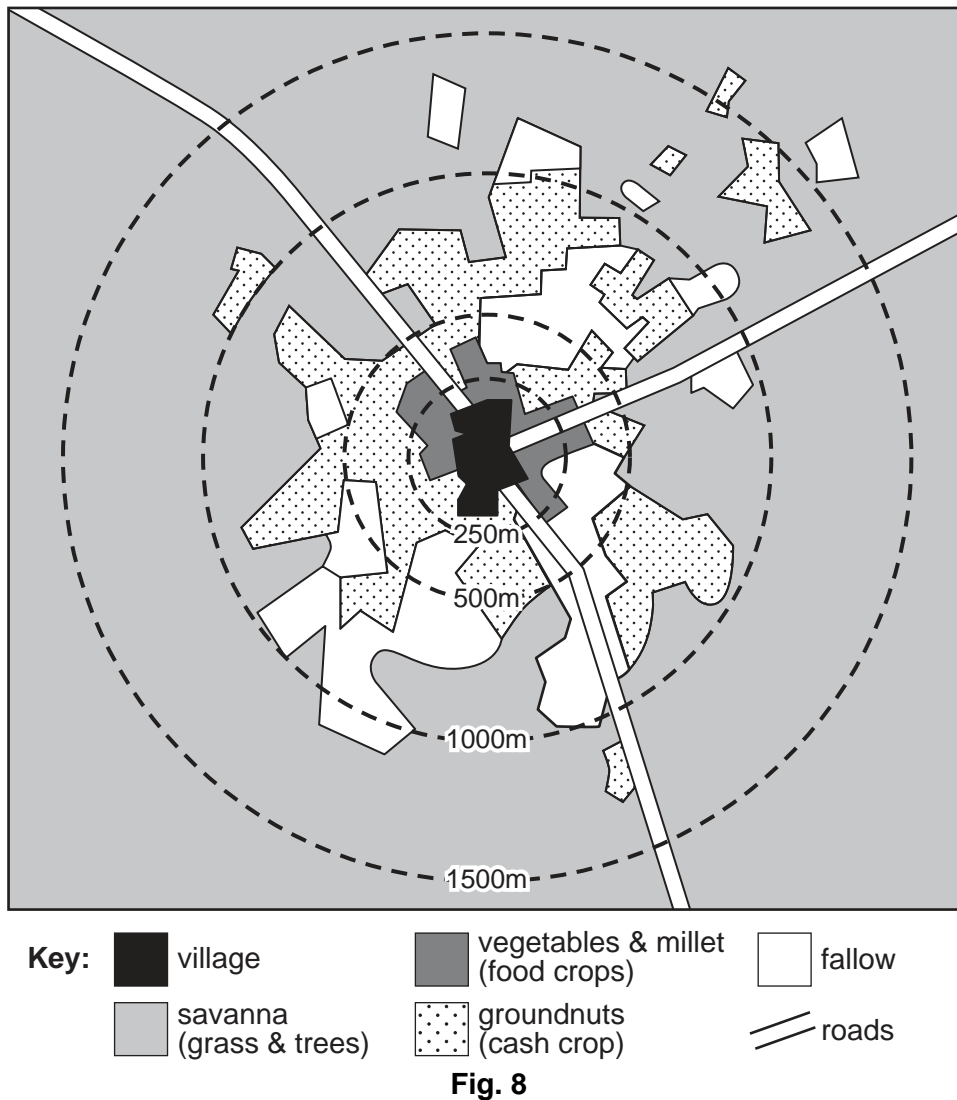 250m
500m
1000m
1500m
Key:
village
vegetables & millet
(food crops)
fallow
savanna
(grass & trees)
groundnuts
(cash crop)
roads
Fig. 8